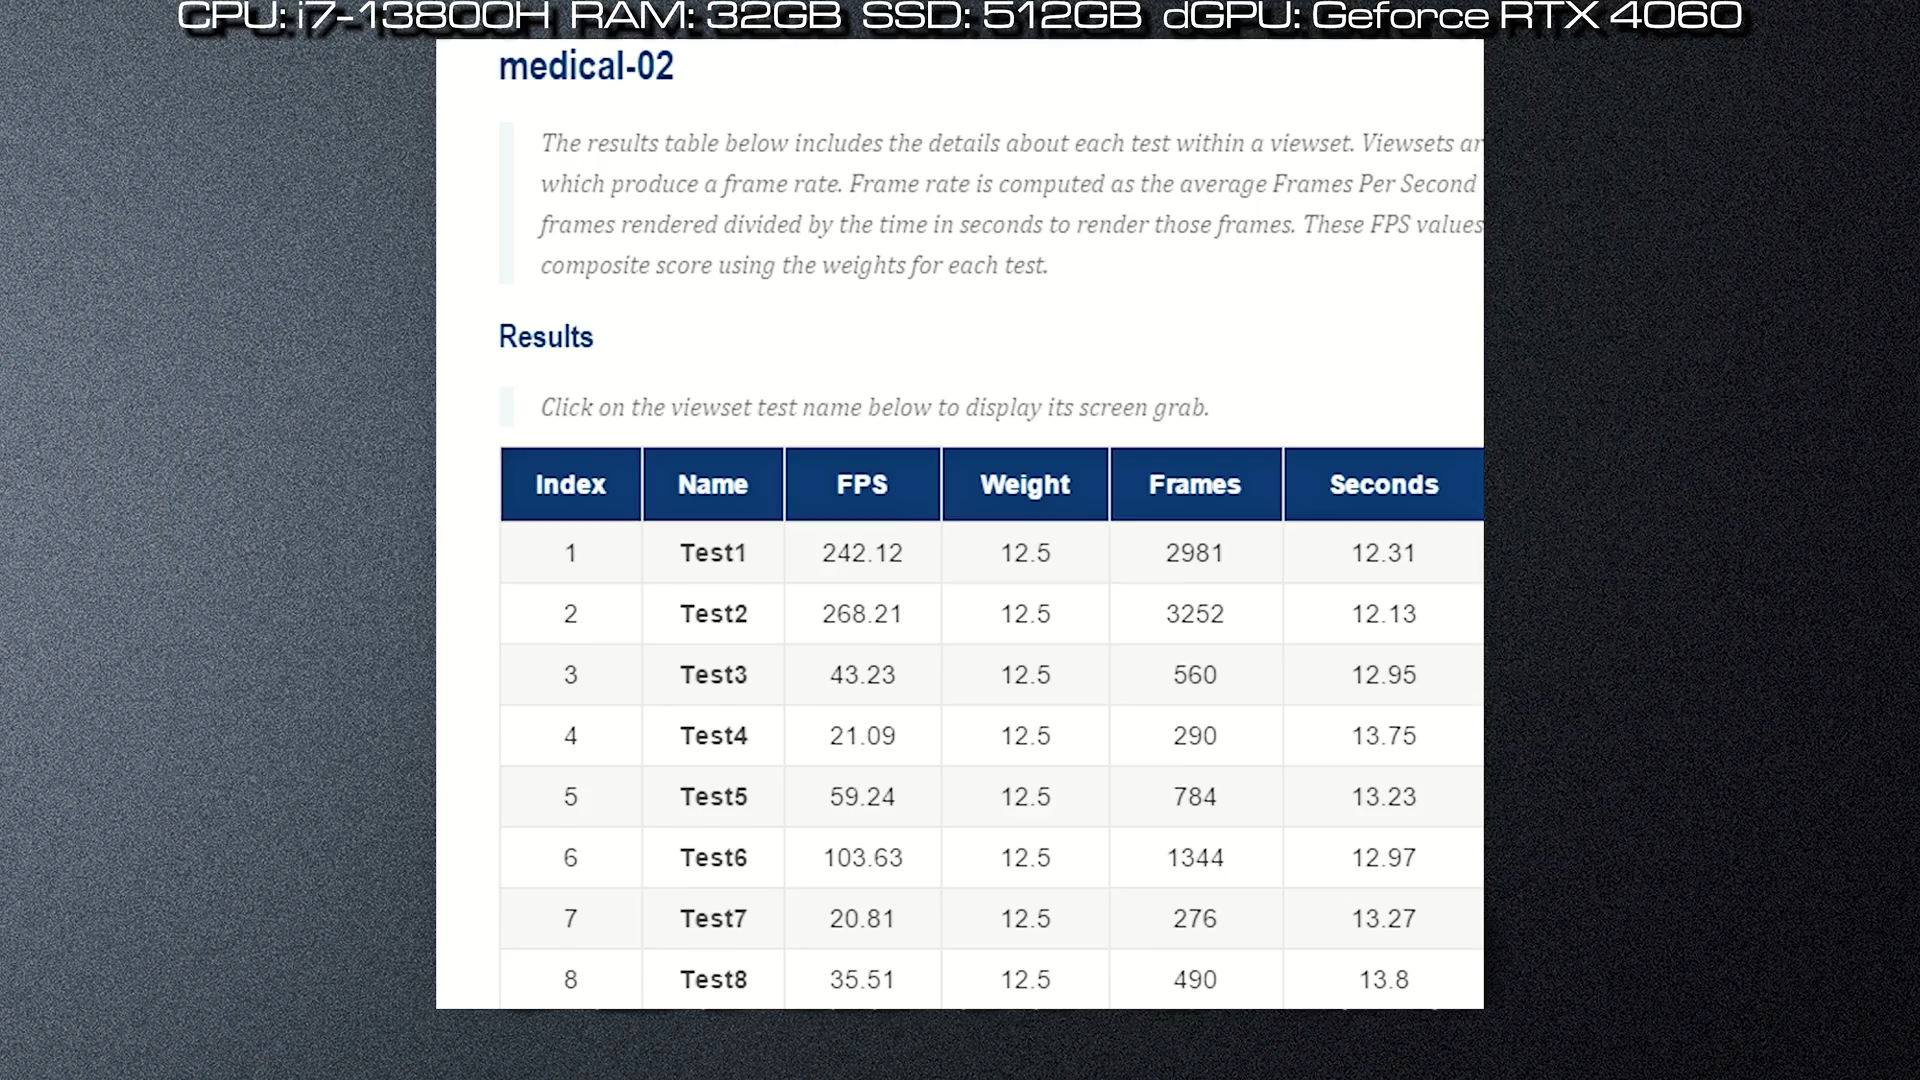 CPU: i7-13800H RAM: 32GB SSD: 512GB dGPU: Geforce RTX 4060
medical-02
The results table below includes the details about each test within a viewset. Viewsets ar
which produce a frame rate. Frame rate is computed as the average Frames Per Second
frames rendered divided by the time in seconds to render those frames. These FPS values
composite score using the weights for each test.
Results
Click on the viewset test name below to display its screen grab.
Index Name FPS Weight Frames Seconds
1 Test1 242.12 12.5 2981 12.31
2 Test2 268.21 12.5 3252 12.13
3 Test3 43.23 12.5 560 12.95
4 Test4 21.09 12.5 290 13.75
5 Test5 59.24 12.5 784 13.23
6 Test6 103.63 12.5 1344 12.97
7 Test7 20.81 12.5 276 13.27
8 Test8 35.51 12.5 490 13.8